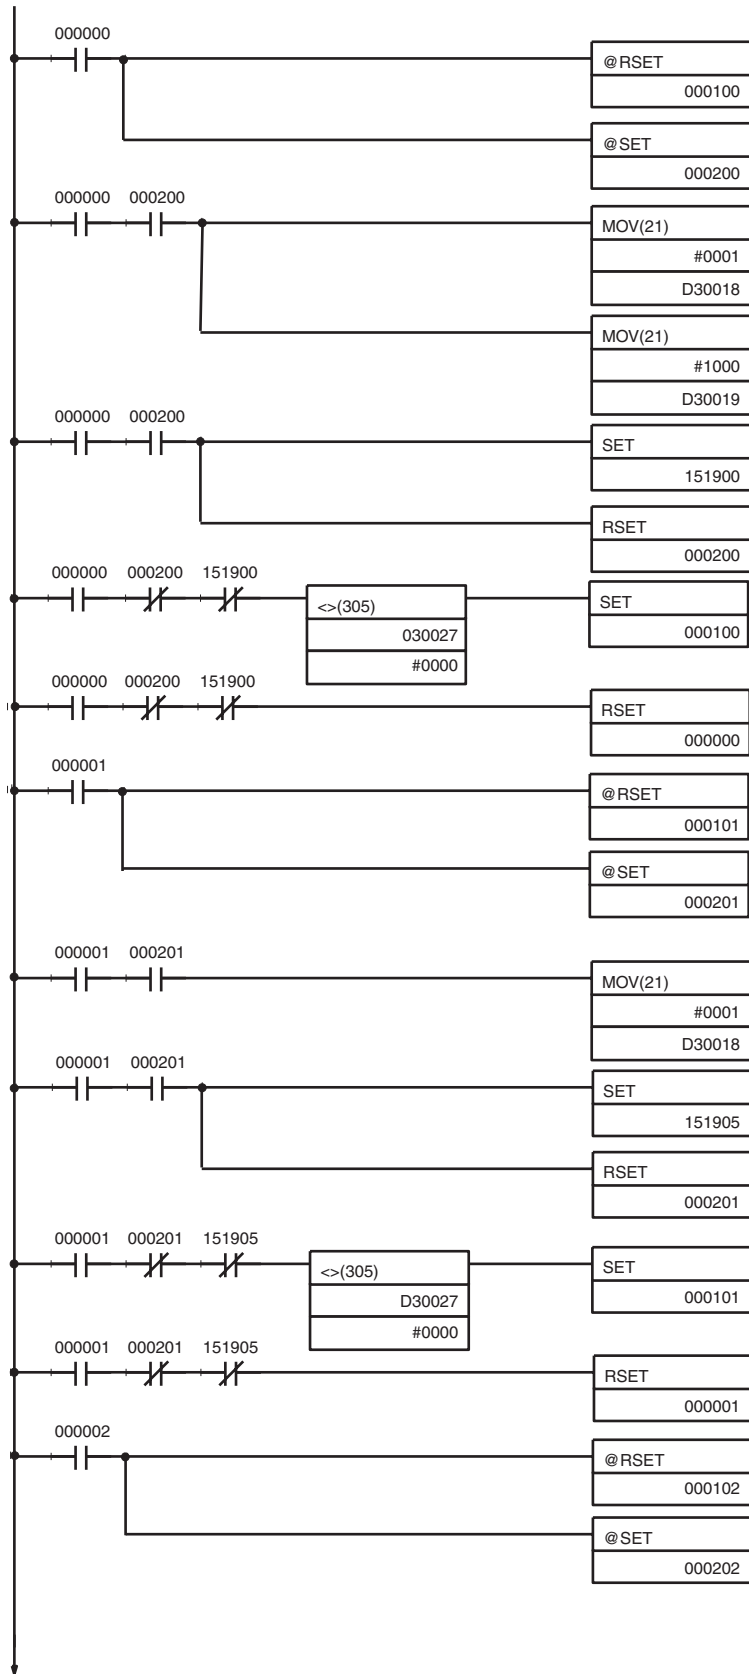 000000
@RSET
000100
@SET
000200
000000 000200
MOV(21)
#0001
D30018
MOV(21)
#1000
D30019
000000 000200
SET
151900
RSET
000200
000000 000200 151900
<>(305)
030027
#0000
SET
000100
000000 000200 151900
RSET
000000
000001
@RSET
000101
@SET
000201
000001 000201
MOV(21)
#0001
D30018
000001 000201
SET
151905
RSET
000201
000001 000201 151905
<>(305)
D30027
#0000
SET
000101
000001 000201 151905
RSET
000001
000002
@RSET
000102
@SET
000202